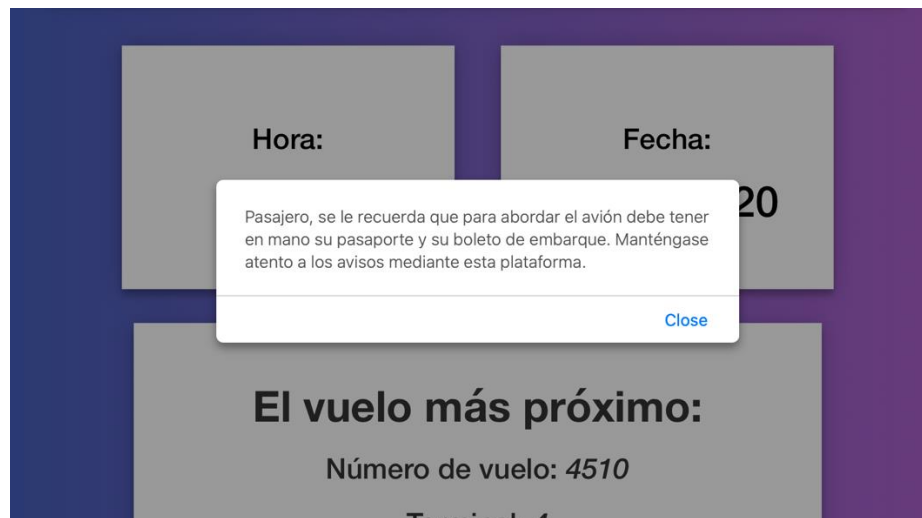 Hora:
Fecha:
20
Pasajero, se le recuerda que para abordar el avión debe tener
en mano su pasaporte y su boleto de embarque. Manténgase
atento a los avisos mediante esta plataforma.
Close
El vuelo más próximo:
Número de vuelo: 4510